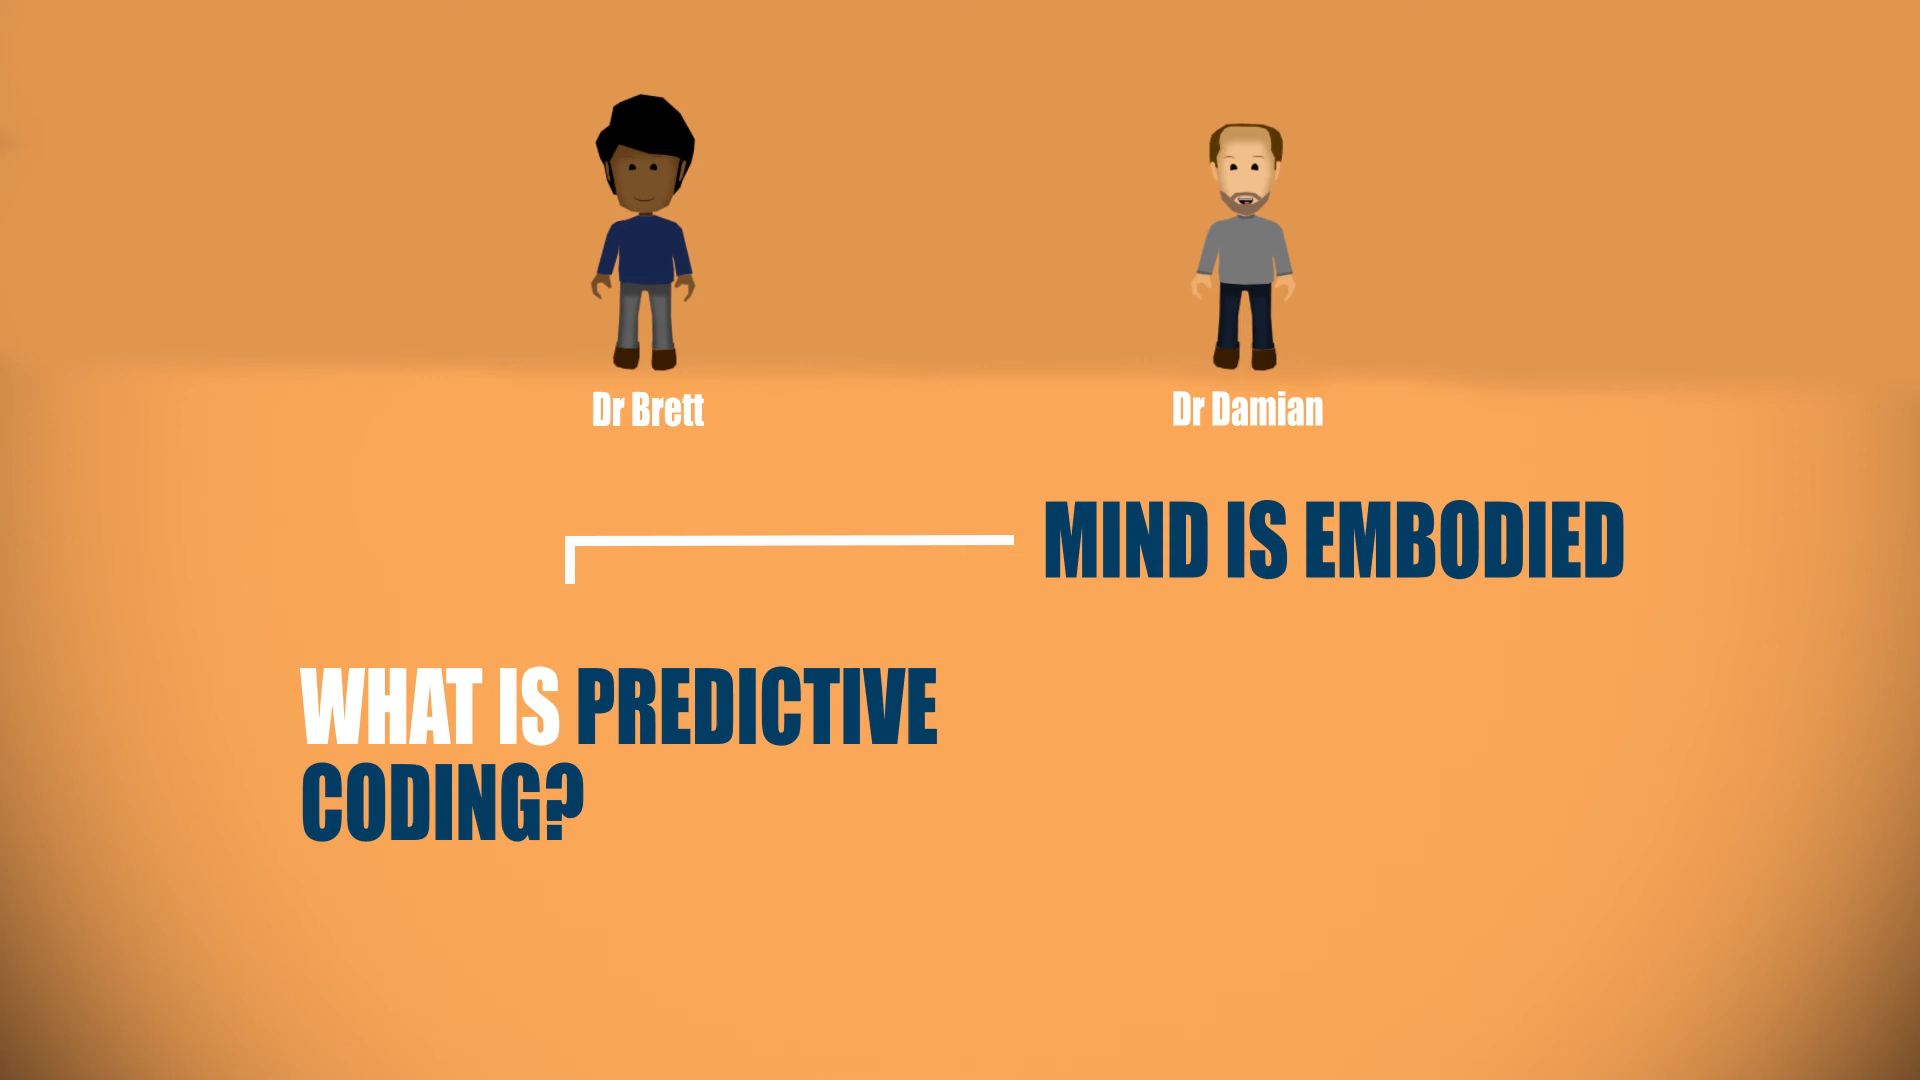 Dr Brett
Dr Damian
MIND IS EMBODIED
WHAT IS PREDICTIVE
CODING?